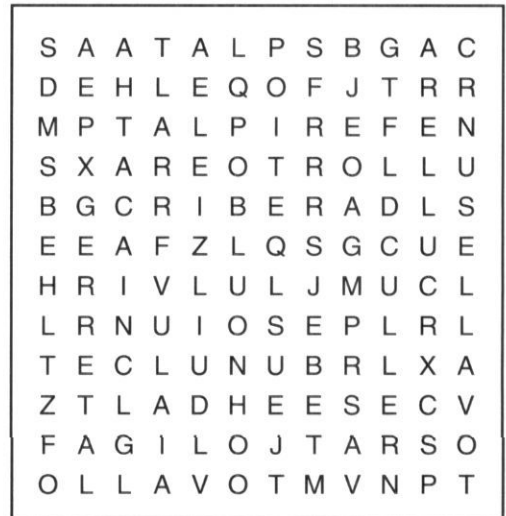 S A A T A L P S B G A C
D E H L E Q O F J T R R
M P T A L P I R E F E N
S X A R E O T R O L L U
B G C R I B E R A D L S
E E A F Z L Q S G C U E
H R I V L U L J M U C L
L R N U I O S E P L R L
T E C L U N U B R L X A
Z T L A D H E E S E C V
F A G I L O J T A R S O
O L L A V O T M V N P T